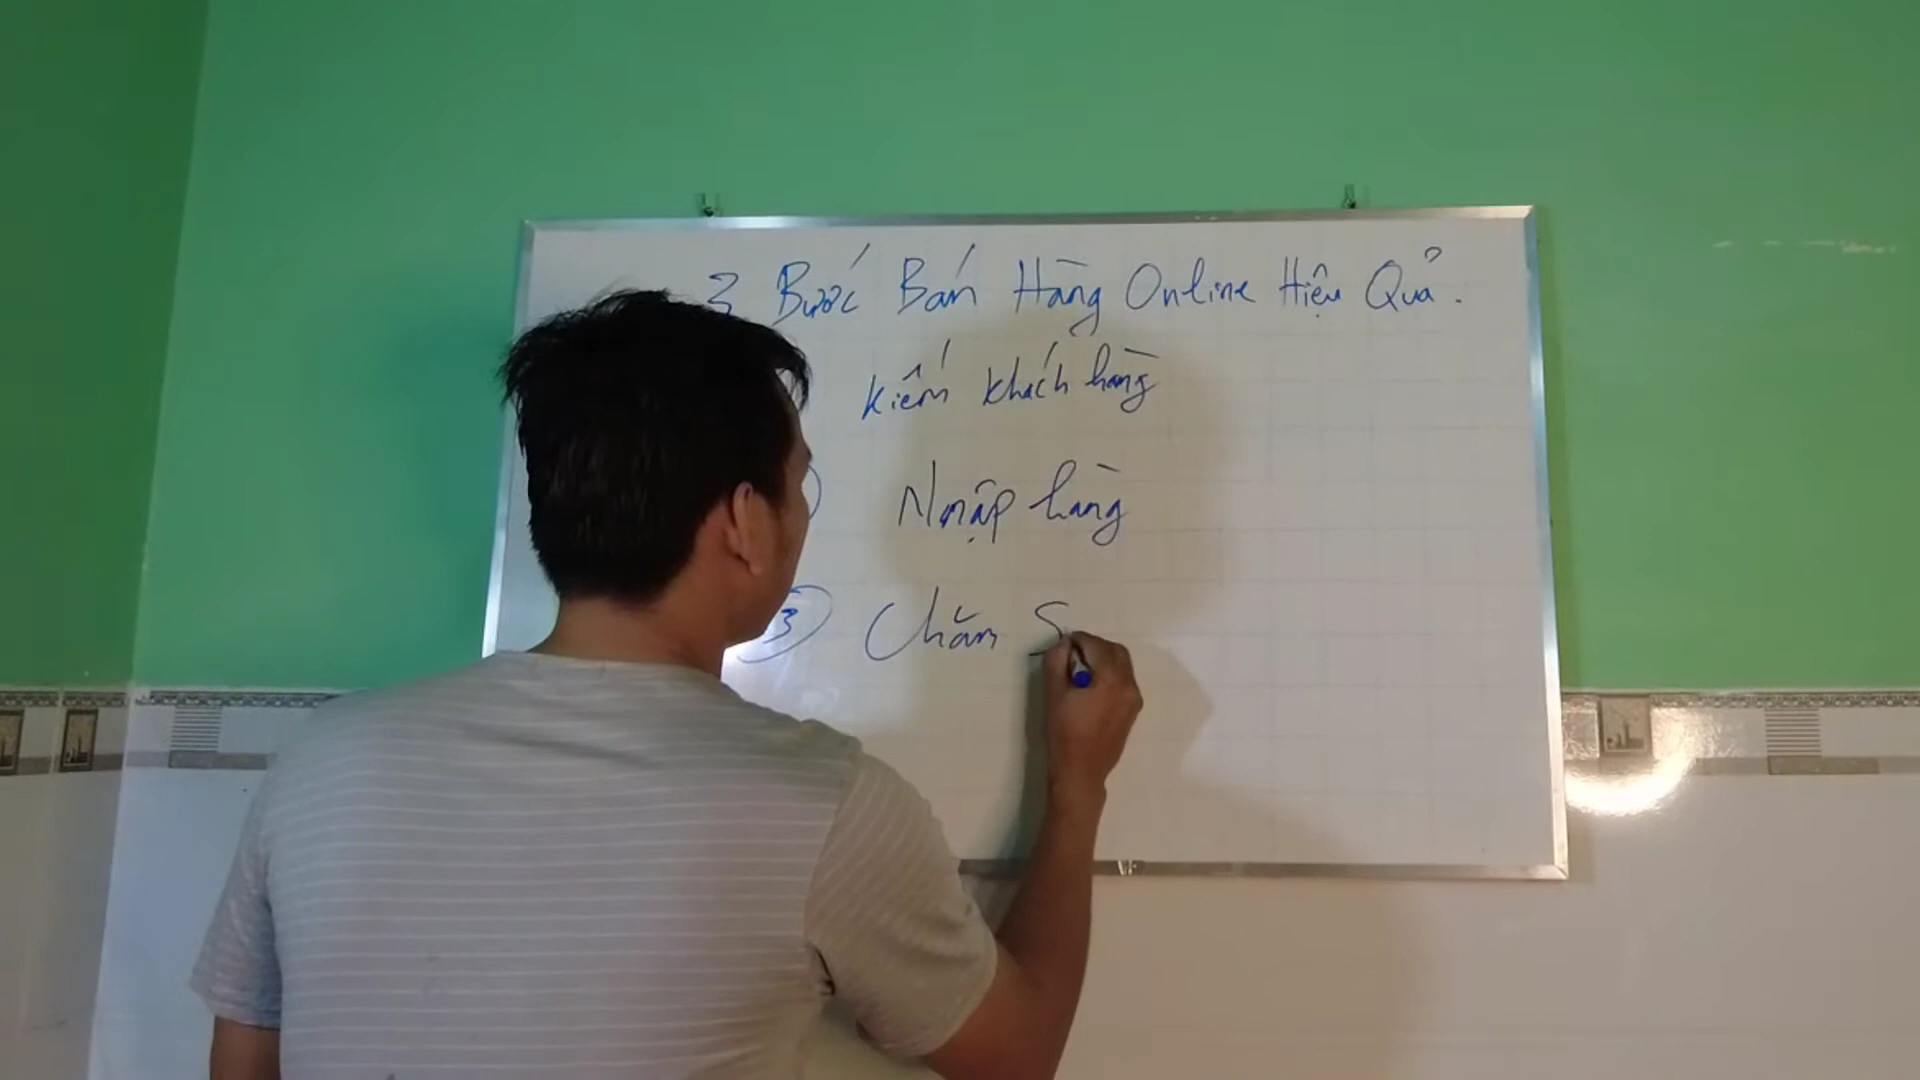 3 Bước Bán Hàng Online Hiệu Quả.
Kiếm khách hàng
Nhập hàng
③ Chăm S